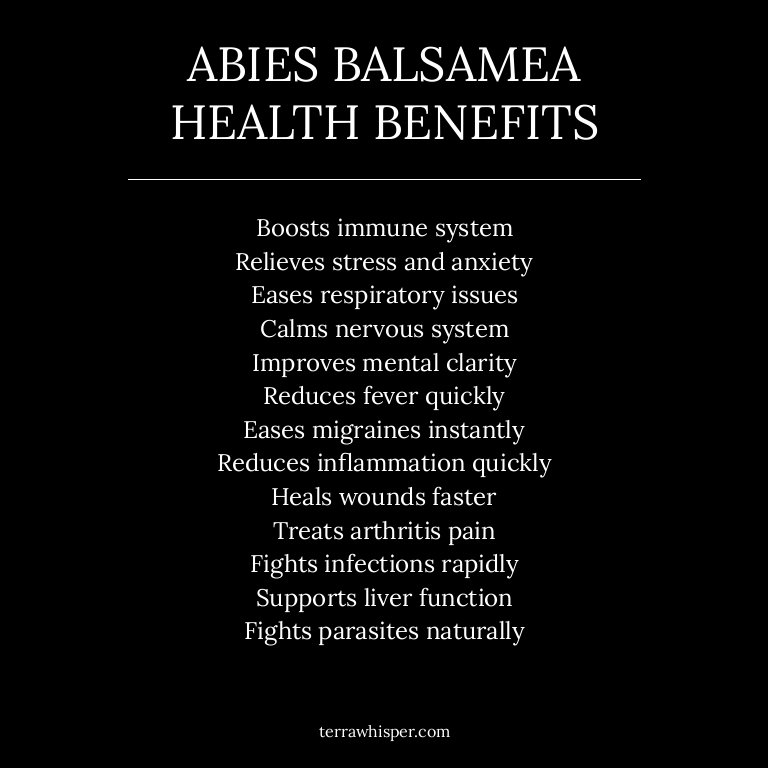 ABIES BALSAMEA
HEALTH BENEFITS
Boosts immune system
Relieves stress and anxiety
Eases respiratory issues
Calms nervous system
Improves mental clarity
Reduces fever quickly
Eases migraines instantly
Reduces inflammation quickly
Heals wounds faster
Treats arthritis pain
Fights infections rapidly
Supports liver function
Fights parasites naturally
terrawhisper.com